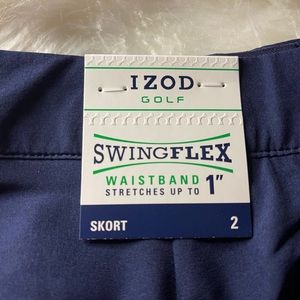 IZOD
GOLF
SWINGFLEX
WAISTBAND
STRETCHES UP TO 1"
SKORT 2